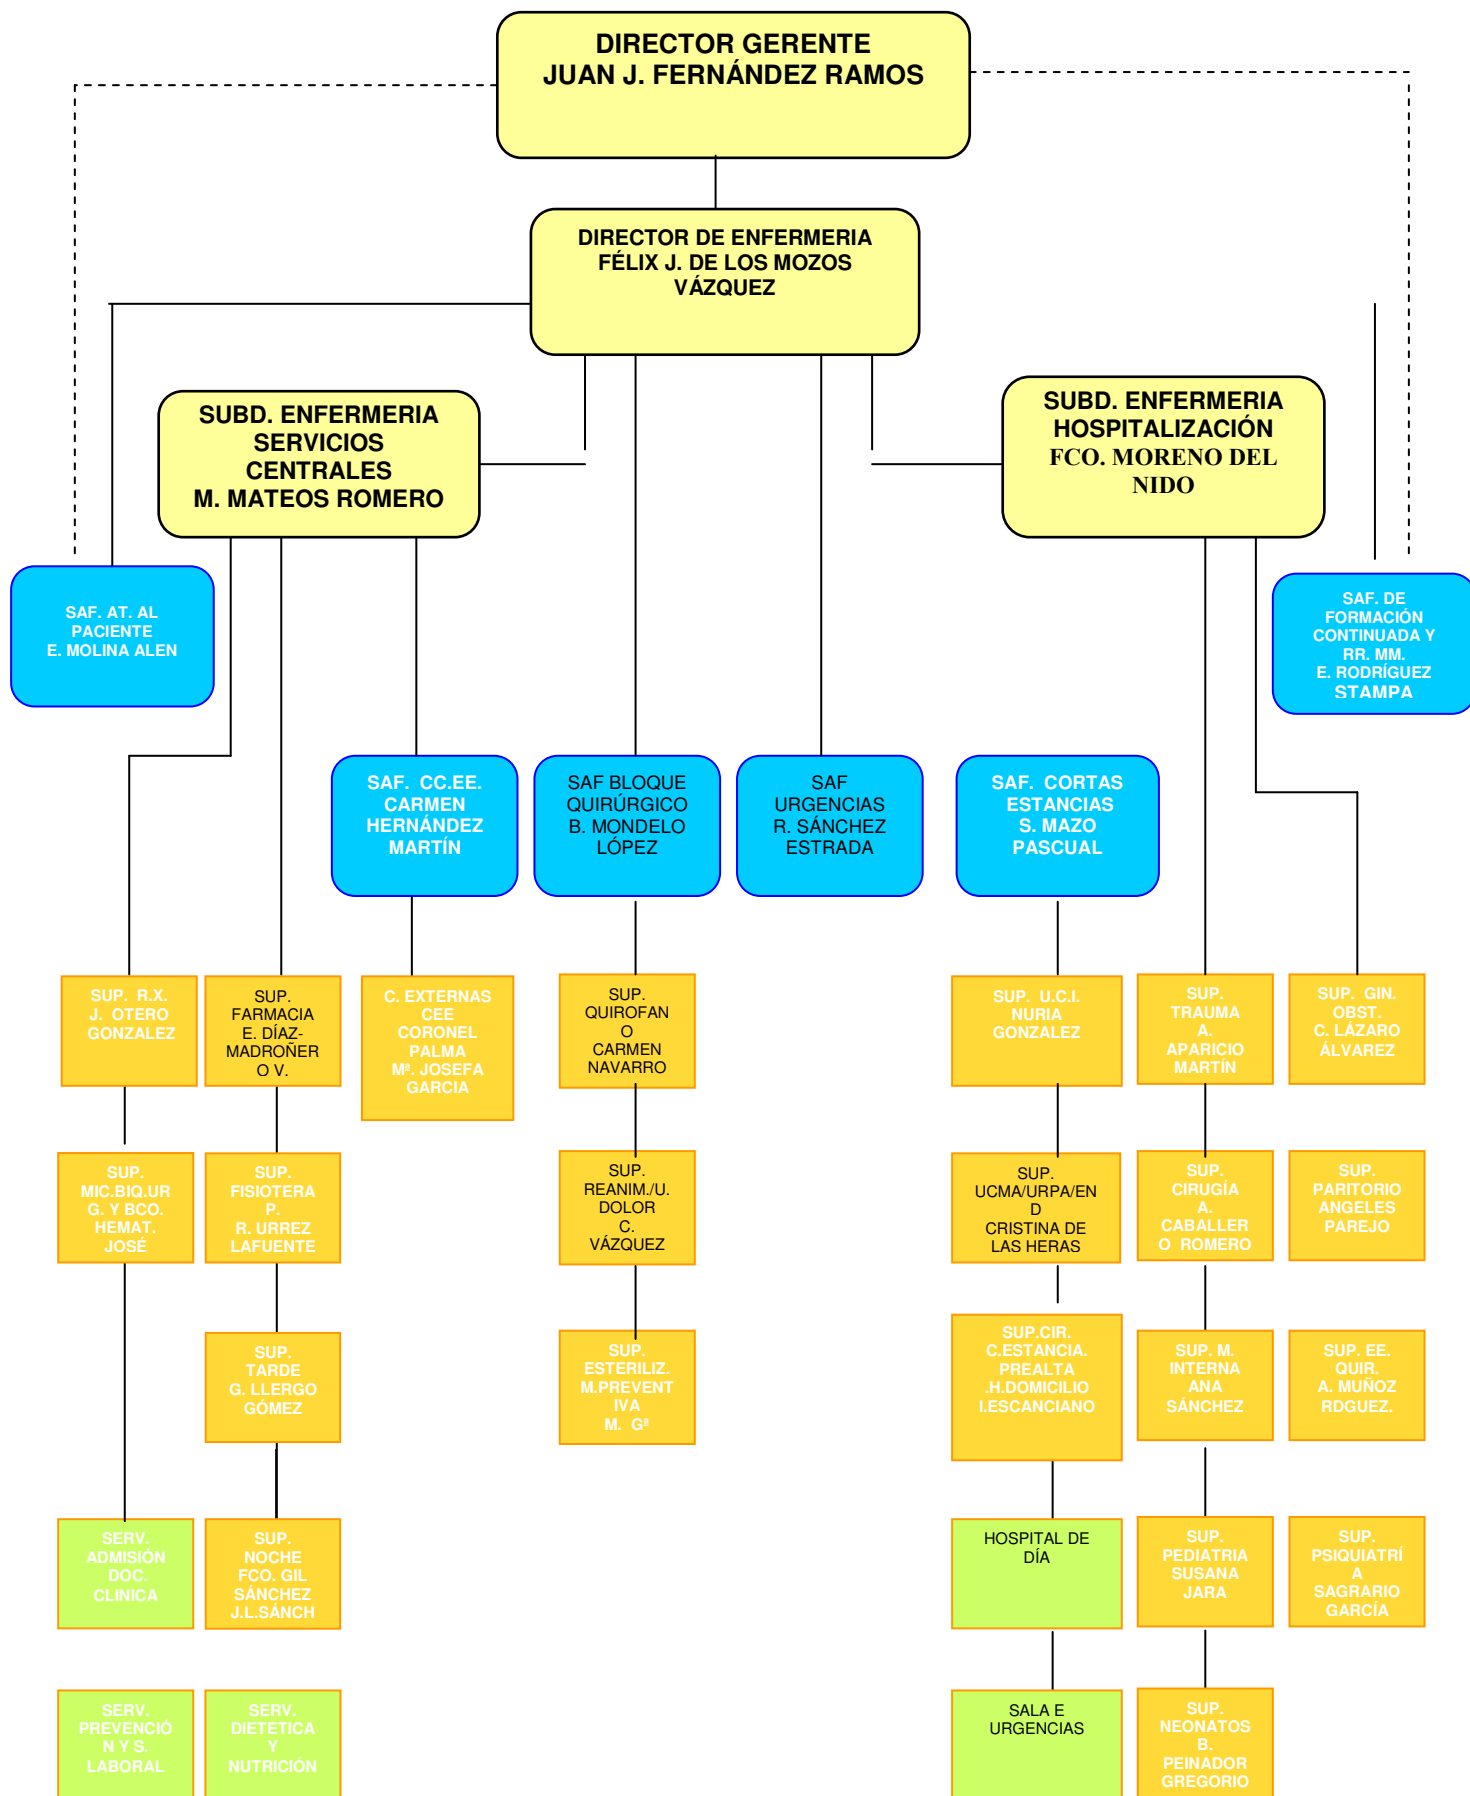 DIRECTOR GERENTE
JUAN J. FERNÁNDEZ RAMOS
DIRECTOR DE ENFERMERIA
FÉLIX J. DE LOS MOZOS
VÁZQUEZ
SUBD. ENFERMERIA
SERVICIOS
CENTRALES
M. MATEOS ROMERO
SUBD. ENFERMERIA
HOSPITALIZACIÓN
FCO. MORENO DEL
NIDO
SAF. AT. AL
PACIENTE
E. MOLINA ALEN
SAF. DE
FORMACIÓN
CONTINUADA Y
RR. MM.
E. RODRÍGUEZ
STAMPA
SAF. CC.EE.
CARMEN
HERNÁNDEZ
MARTÍN
SAF BLOQUE
QUIRÚRGICO
B. MONDELO
LÓPEZ
SAF
URGENCIAS
R. SÁNCHEZ
ESTRADA
SAF. CORTAS
ESTANCIAS
S. MAZO
PASCUAL
SUP. R.X.
J. OTERO
GONZALEZ
SUP.
FARMACIA
E. DÍAZ-
MADROÑER
O V.
C. EXTERNAS
CEE
CORONEL
PALMA
Mª. JOSEFA
GARCIA
SUP.
QUIROFAN
O
CARMEN
NAVARRO
SUP. U.C.I.
NURIA
GONZALEZ
SUP.
TRAUMA
A.
APARICIO
MARTÍN
SUP. GIN.
OBST.
C. LÁZARO
ÁLVAREZ
SUP.
MIC.BIQ.UR
G. Y BCO.
HEMAT.
JOSÉ
SUP.
FISIOTERA
P.
R. URREZ
LAFUENTE
SUP.
REANIM./U.
DOLOR
C.
VÁZQUEZ
SUP.
UCMA/URPA/EN
D
CRISTINA DE
LAS HERAS
SUP.
CIRUGÍA
A.
CABALLER
O ROMERO
SUP.
PARITORIO
ANGELES
PAREJO
SUP.
TARDE
G. LLERGO
GÓMEZ
SUP.
ESTERILIZ.
M.PREVENT
IVA
M. Gª
SUP.CIR.
C.ESTANCIA.
PREALTA
.H.DOMICILIO
I.ESCANCIANO
SUP. M.
INTERNA
ANA
SÁNCHEZ
SUP. EE.
QUIR.
A. MUÑOZ
RDGUEZ.
SERV.
ADMISIÓN
DOC.
CLINICA
SUP.
NOCHE
FCO. GIL
SÁNCHEZ
J.L.SÁNCH
HOSPITAL DE
DÍA
SUP.
PEDIATRIA
SUSANA
JARA
SUP.
PSIQUIATRÍ
A
SAGRARIO
GARCÍA
SERV.
PREVENCIÓ
N Y S.
LABORAL
SERV.
DIETETICA
Y
NUTRICIÓN
SALA E
URGENCIAS
SUP.
NEONATOS
B.
PEINADOR
GREGORIO